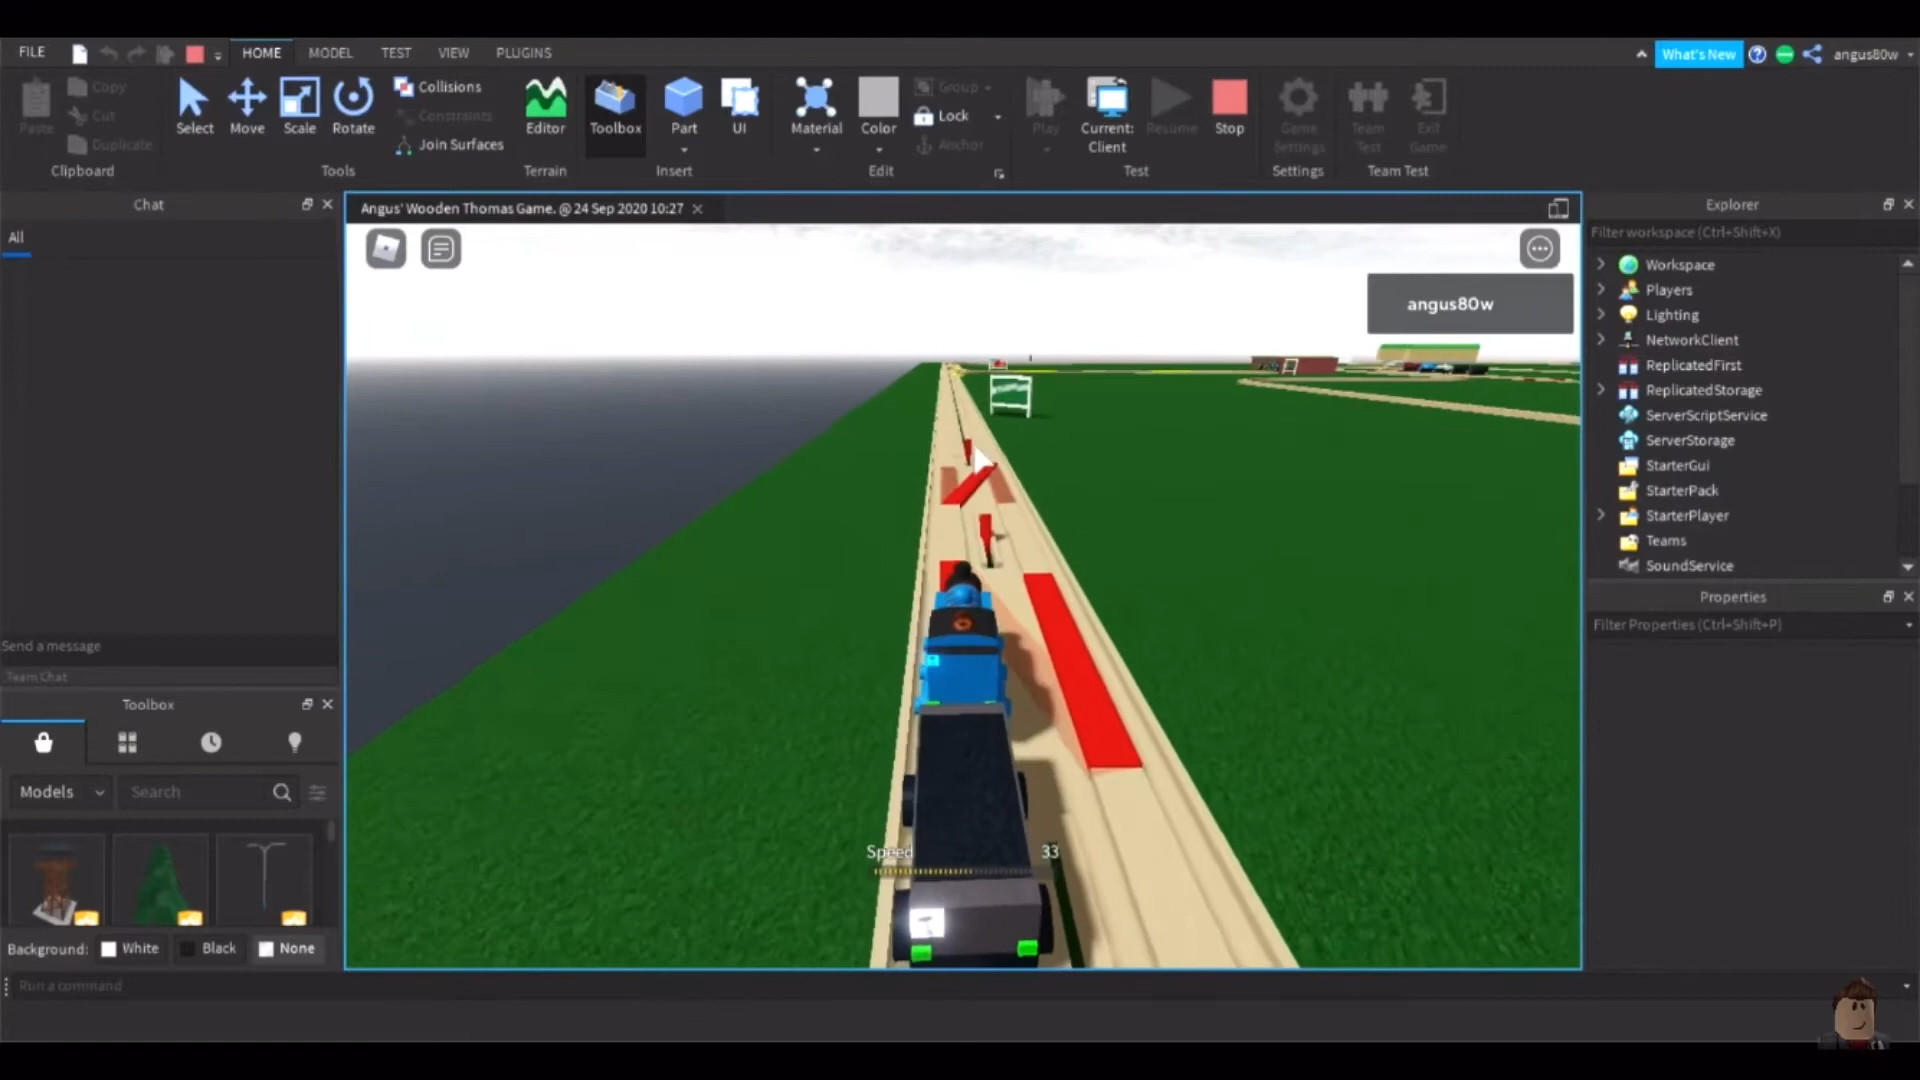 FILE
HOME
MODEL
TEST
VIEW
PLUGINS
What's New
angus80w
Paste
Copy
Cut
Duplicate
Clipboard
Select
Move
Scale
Rotate
Collisions
Constraints
Join Surfaces
Tools
Editor
Terrain
Toolbox
Part
UI
Insert
Material
Color
Group
Lock
Anchor
Edit
Play
Current:
Client
Resume
Stop
Test
Game
Settings
Settings
Team
Test
Exit
Game
Team Test
Chat
All
Send a message
Team Chat
Angus' Wooden Thomas Game. @ 24 Sep 2020 10:27
angus80w
6
Speed 33
Explorer
Filter workspace (Ctrl+Shift+X)
Workspace
Players
Lighting
NetworkClient
ReplicatedFirst
ReplicatedStorage
ServerScriptService
ServerStorage
StarterGui
StarterPack
StarterPlayer
Teams
SoundService
Properties
Filter Properties (Ctrl+Shift+P)
Toolbox
Models
Search
Background: White Black None
Run a command